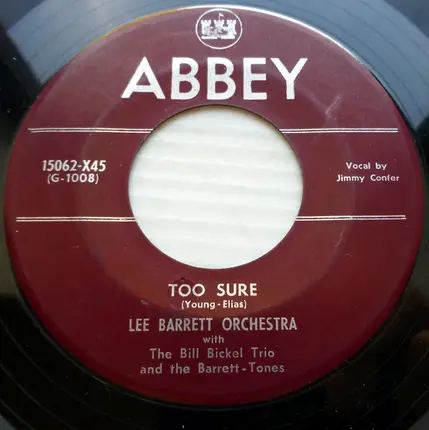 ABBEY
15062-X45
(G-1008)
Vocal by
Jimmy Confer
TOO SURE
(Young-Elias)
LEE BARRETT ORCHESTRA
with
The Bill Bickel Trio
and the Barrett-Tones